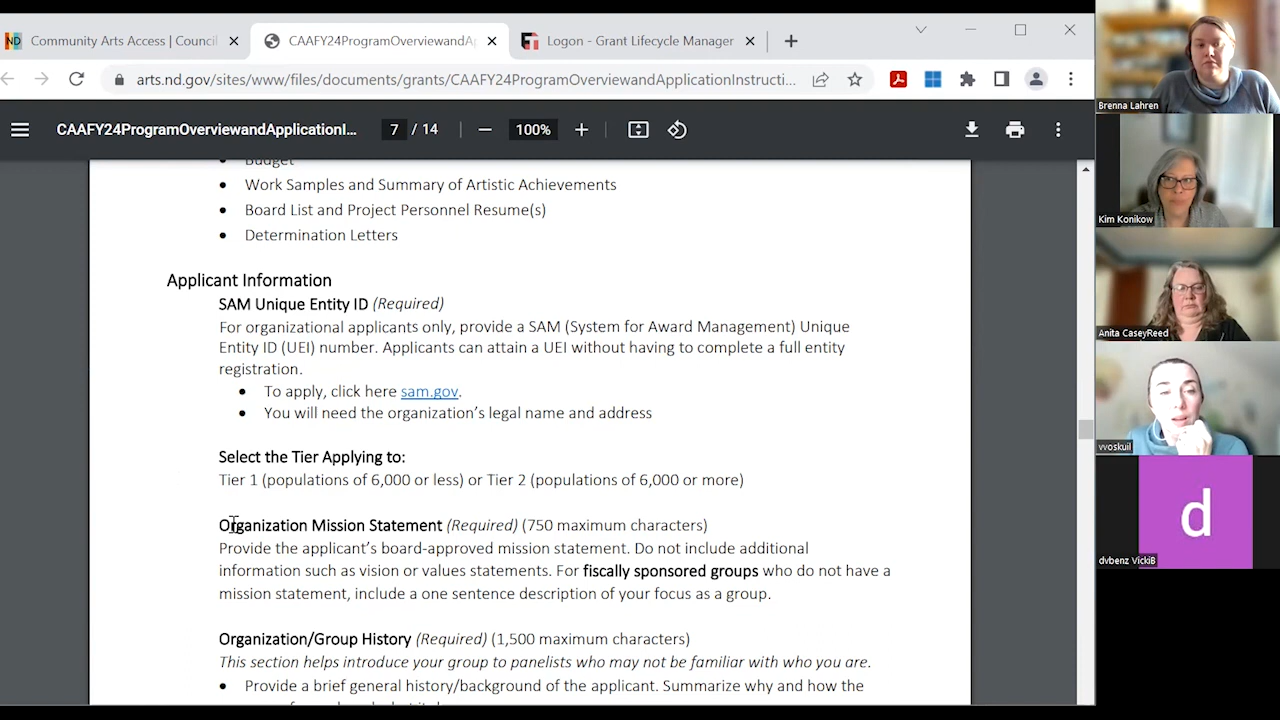 ND Community Arts Access | Council
CAAFY24ProgramOverviewandAp
Logon - Grant Lifecycle Manager
arts.nd.gov/sites/www/files/documents/grants/CAAFY24ProgramOverviewandApplicationInstructi...
CAAFY24ProgramOverviewandApplicationI... 7 / 14 100%
Budget
Work Samples and Summary of Artistic Achievements
Board List and Project Personnel Resume(s)
Determination Letters
Applicant Information
SAM Unique Entity ID (Required)
For organizational applicants only, provide a SAM (System for Award Management) Unique
Entity ID (UEI) number. Applicants can attain a UEI without having to complete a full entity
registration.
To apply, click here sam.gov.
You will need the organization's legal name and address
Select the Tier Applying to:
Tier 1 (populations of 6,000 or less) or Tier 2 (populations of 6,000 or more)
Organization Mission Statement (Required) (750 maximum characters)
Provide the applicant's board-approved mission statement. Do not include additional
information such as vision or values statements. For fiscally sponsored groups who do not have a
mission statement, include a one sentence description of your focus as a group.
Organization/Group History (Required) (1,500 maximum characters)
This section helps introduce your group to panelists who may not be familiar with who you are.
Provide a brief general history/background of the applicant. Summarize why and how the
Brenna Lahren
Kim Konikow
Anita CaseyReed
vvoskuil
d
dvbenz VickiB